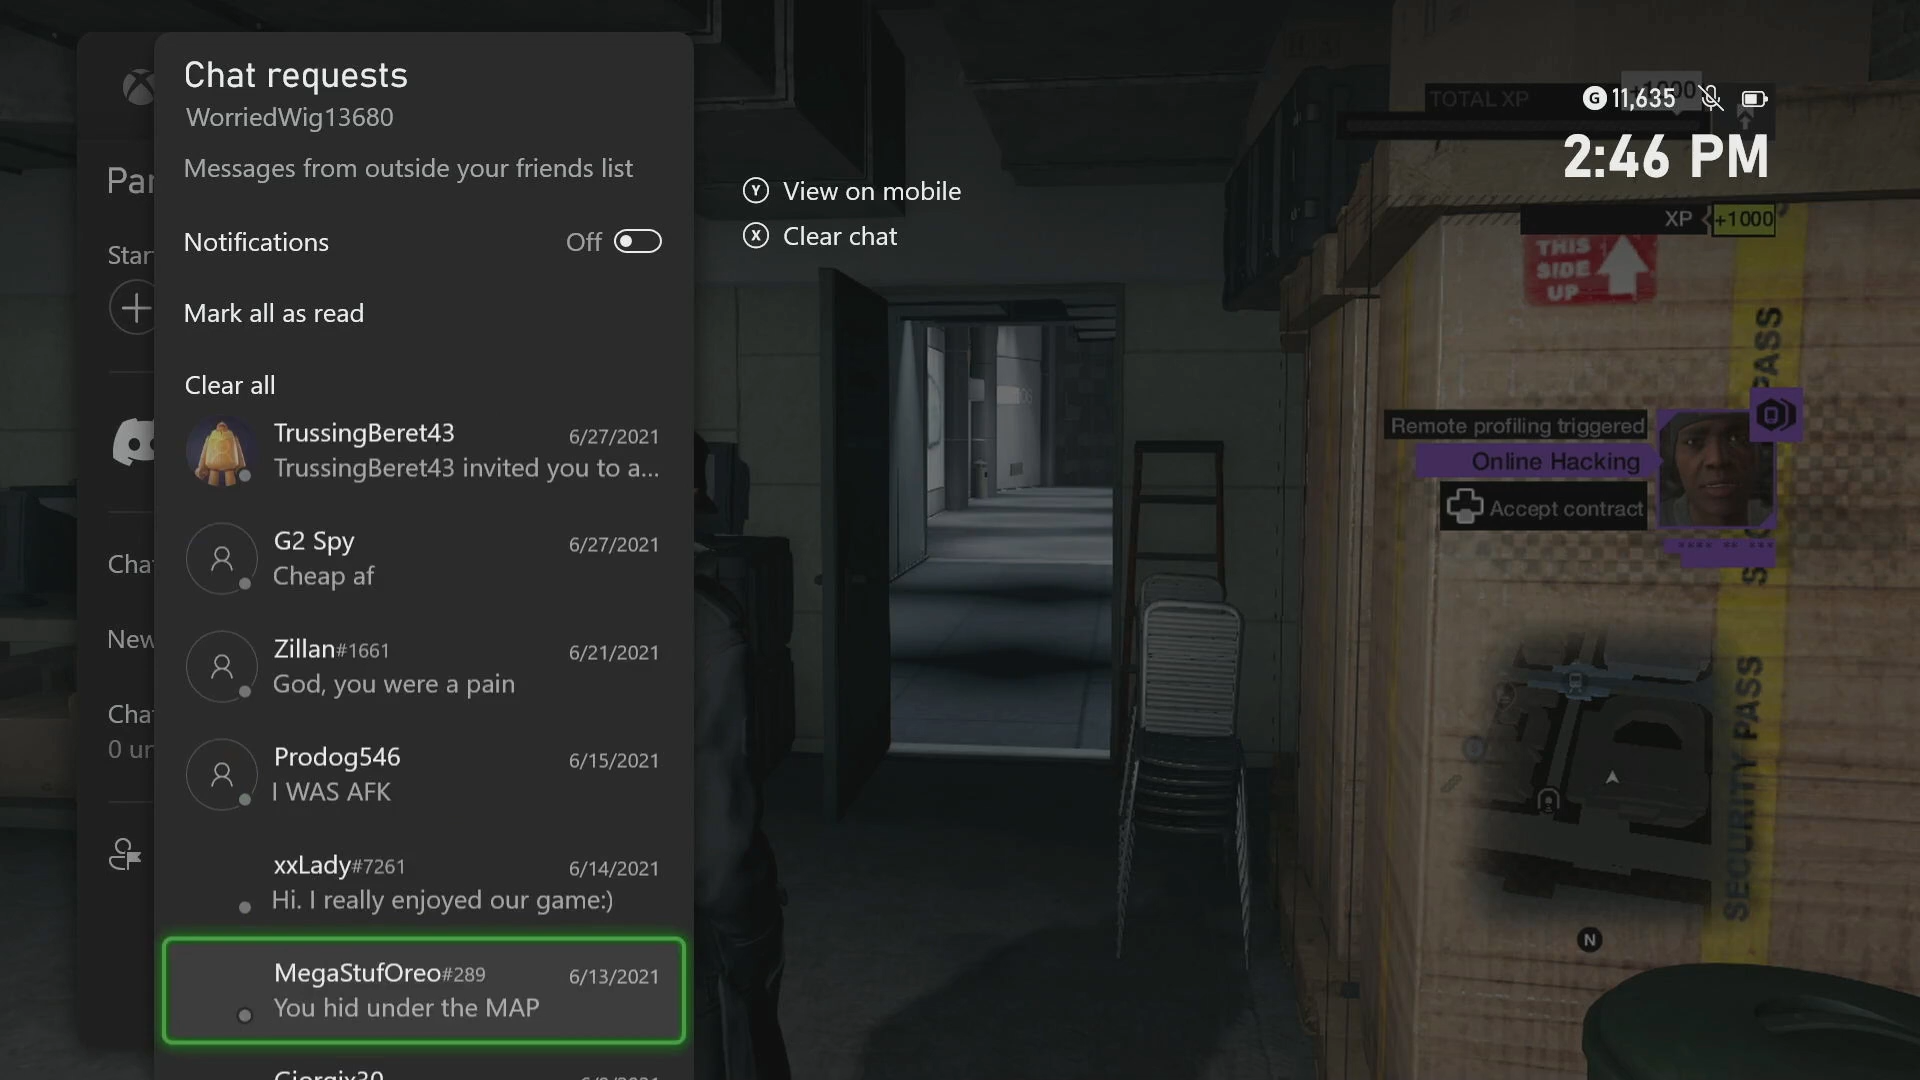 Chat requests
WorriedWig13680
Messages from outside your friends list
Notifications
Off
Mark all as read
Clear all
TrussingBeret43
6/27/2021
TrussingBeret43 invited you to a...
G2 Spy
6/27/2021
Cheap af
Zillan#1661
6/21/2021
God, you were a pain
Prodog546
6/15/2021
I WAS AFK
xxLady#7261
6/14/2021
Hi. I really enjoyed our game:)
MegaStufOreo#289
6/13/2021
You hid under the MAP
Par
Star
Cha
New
Cha
0 un
Y View on mobile
X Clear chat
TOTAL XP
+1000
G 11,635
2:46 PM
XP
+1000
THIS
SIDE
UP
PASS
Remote profiling triggered
Online Hacking
Accept contract
SECURITY PASS
N